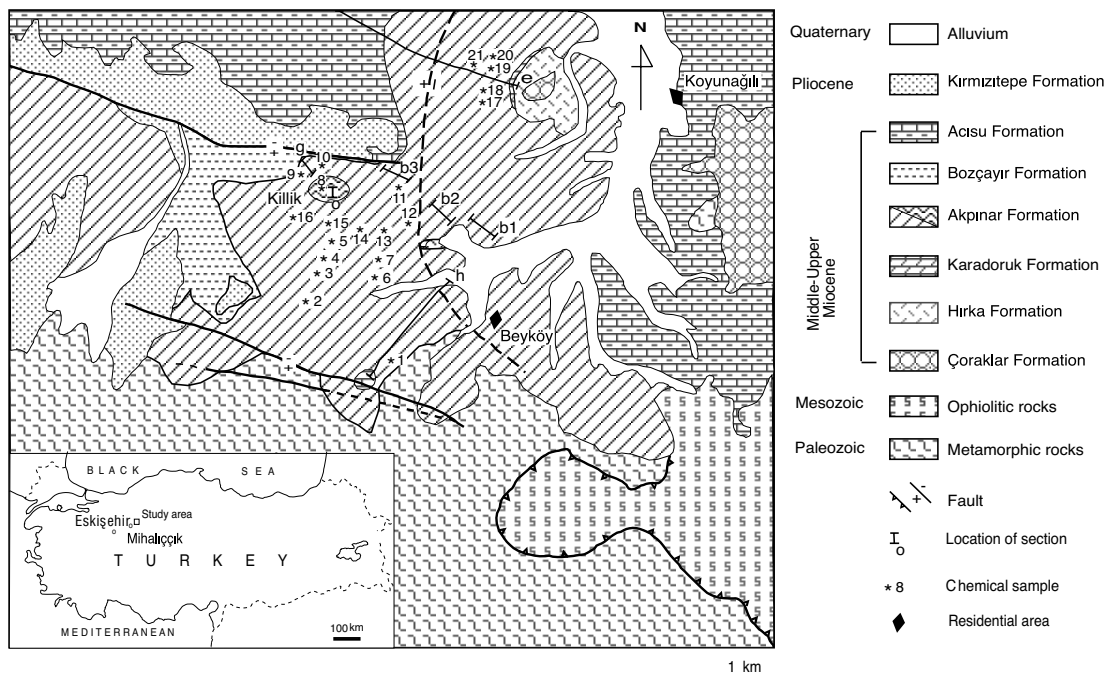 N
21 20
19
e
18
17
Koyunağılı
g
10
b3
9
8
Killik
o
11
b2
12
b1
16
15
14
13
5
4
7
3
6
h
2
Beyköy
1
BLACK SEA
Study area
Eskişehir
Mihalıççık
TURKEY
MEDITERRANEAN
100 km
1 km
Quaternary Alluvium
Pliocene Kırmızıtepe Formation
Middle-Upper
Miocene
Acısu Formation
Bozçayır Formation
Akpınar Formation
Karadoruk Formation
Hırka Formation
Çoraklar Formation
Mesozoic Ophiolitic rocks
Paleozoic Metamorphic rocks
+ - Fault
I o Location of section
* 8 Chemical sample
Residential area